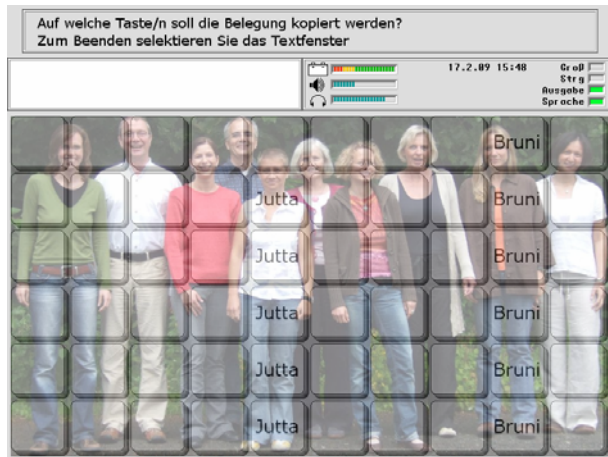 Auf welche Taste/n soll die Belegung kopiert werden?
Zum Beenden selektieren Sie das Textfenster
17.2.09 15:48
Groß
Strg
Ausgabe
Sprache
Bruni
Jutta Bruni
Jutta Bruni
Jutta Bruni
Jutta Bruni
Jutta Bruni